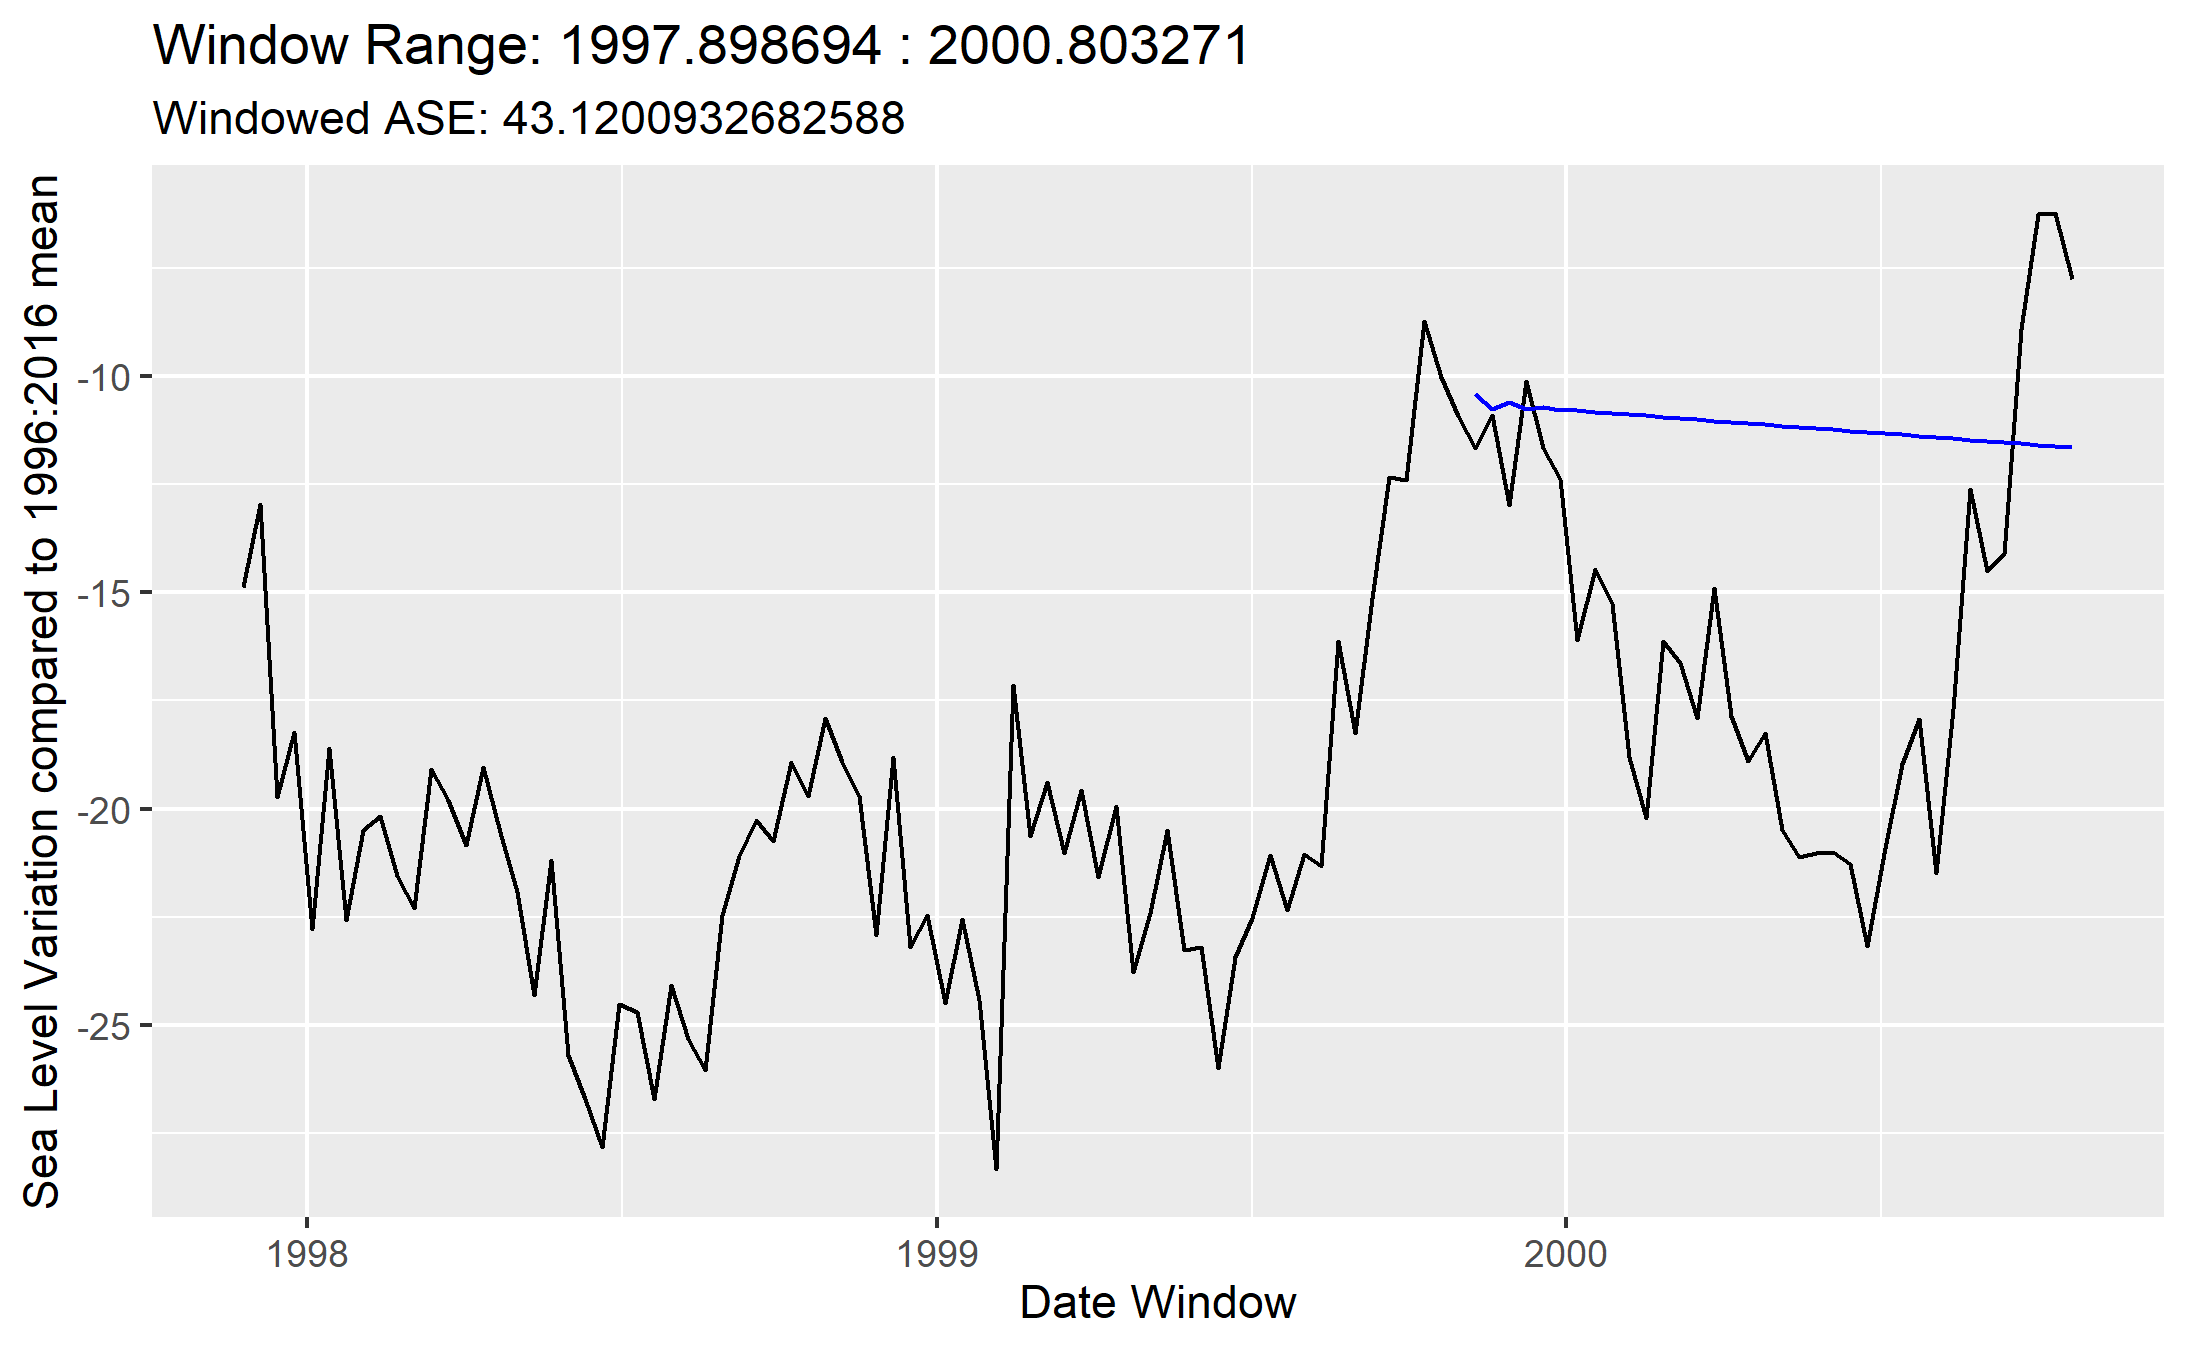 Window Range: 1997.898694 : 2000.803271
Windowed ASE: 43.1200932682588
Sea Level Variation compared to 1996:2016 mean
-10
-15
-20
-25
1998
1999
2000
Date Window